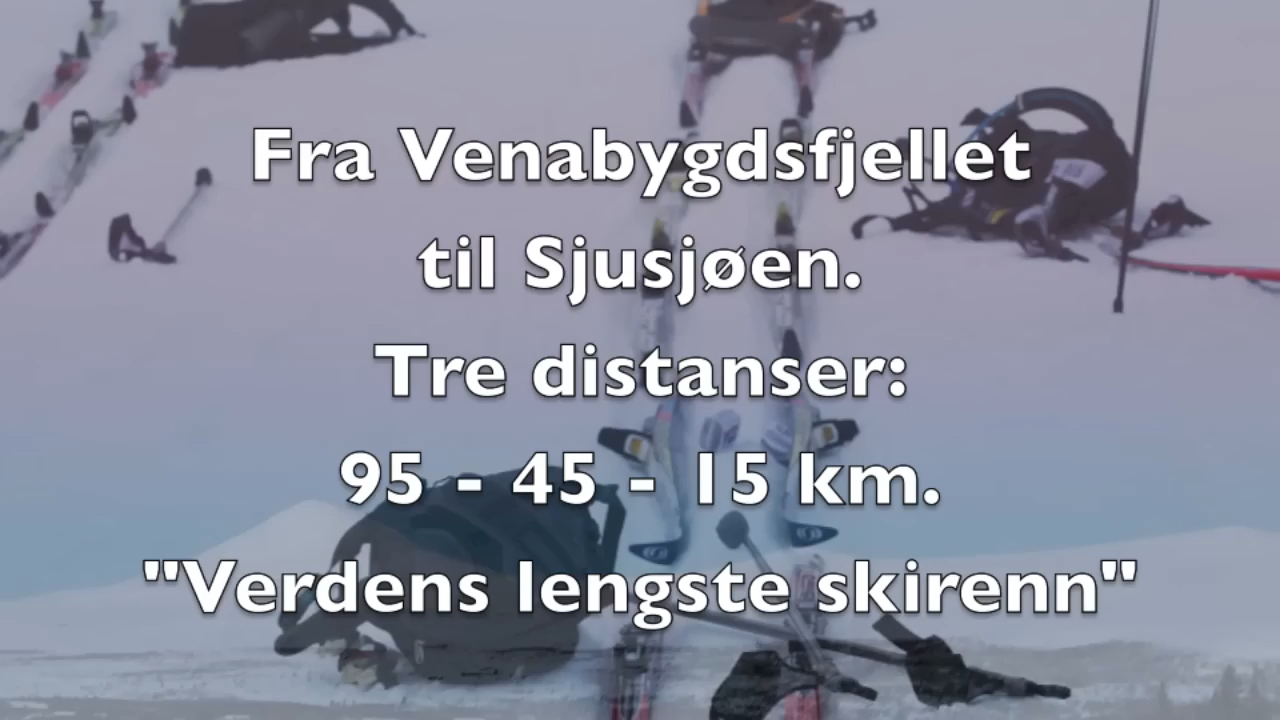 Fra Venabygdsfjellet
til Sjusjøen.
Tre distanser:
95 - 45 - 15 km.
"Verdens lengste skirenn"